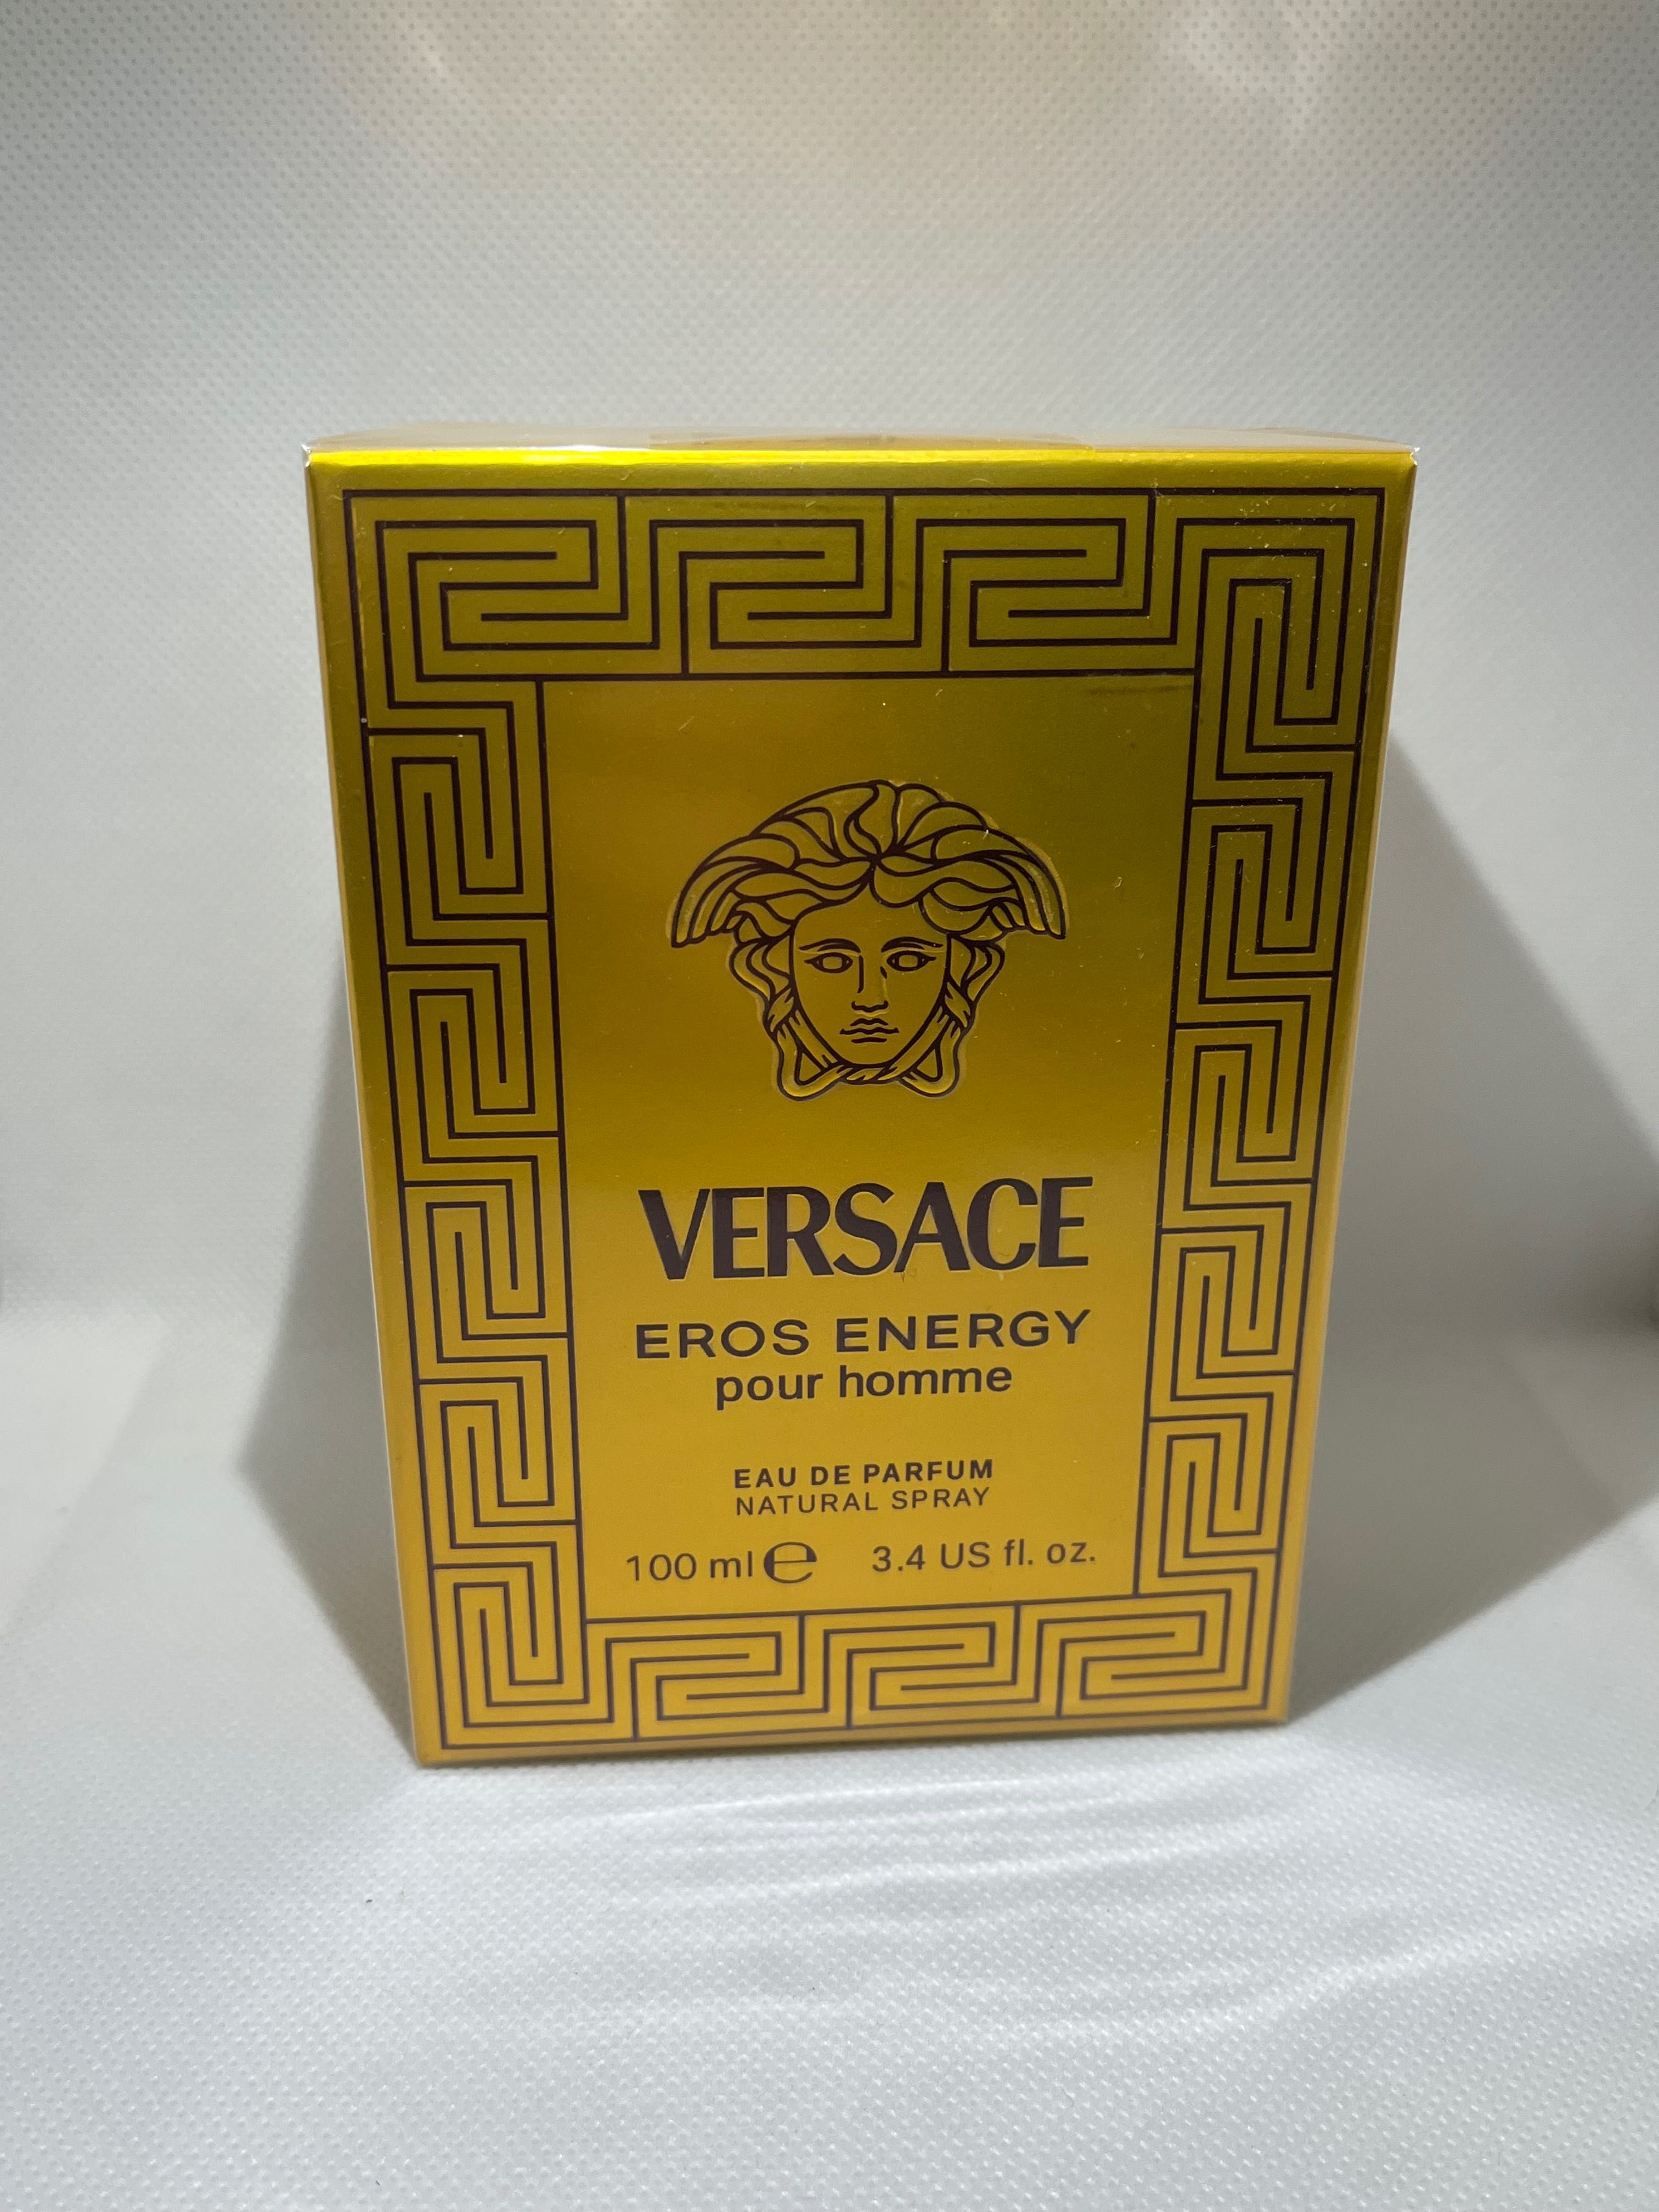 VERSACE
EROS ENERGY
pour homme
EAU DE PARFUM
NATURAL SPRAY
100 ml ℮ 3.4 US fl. oz.